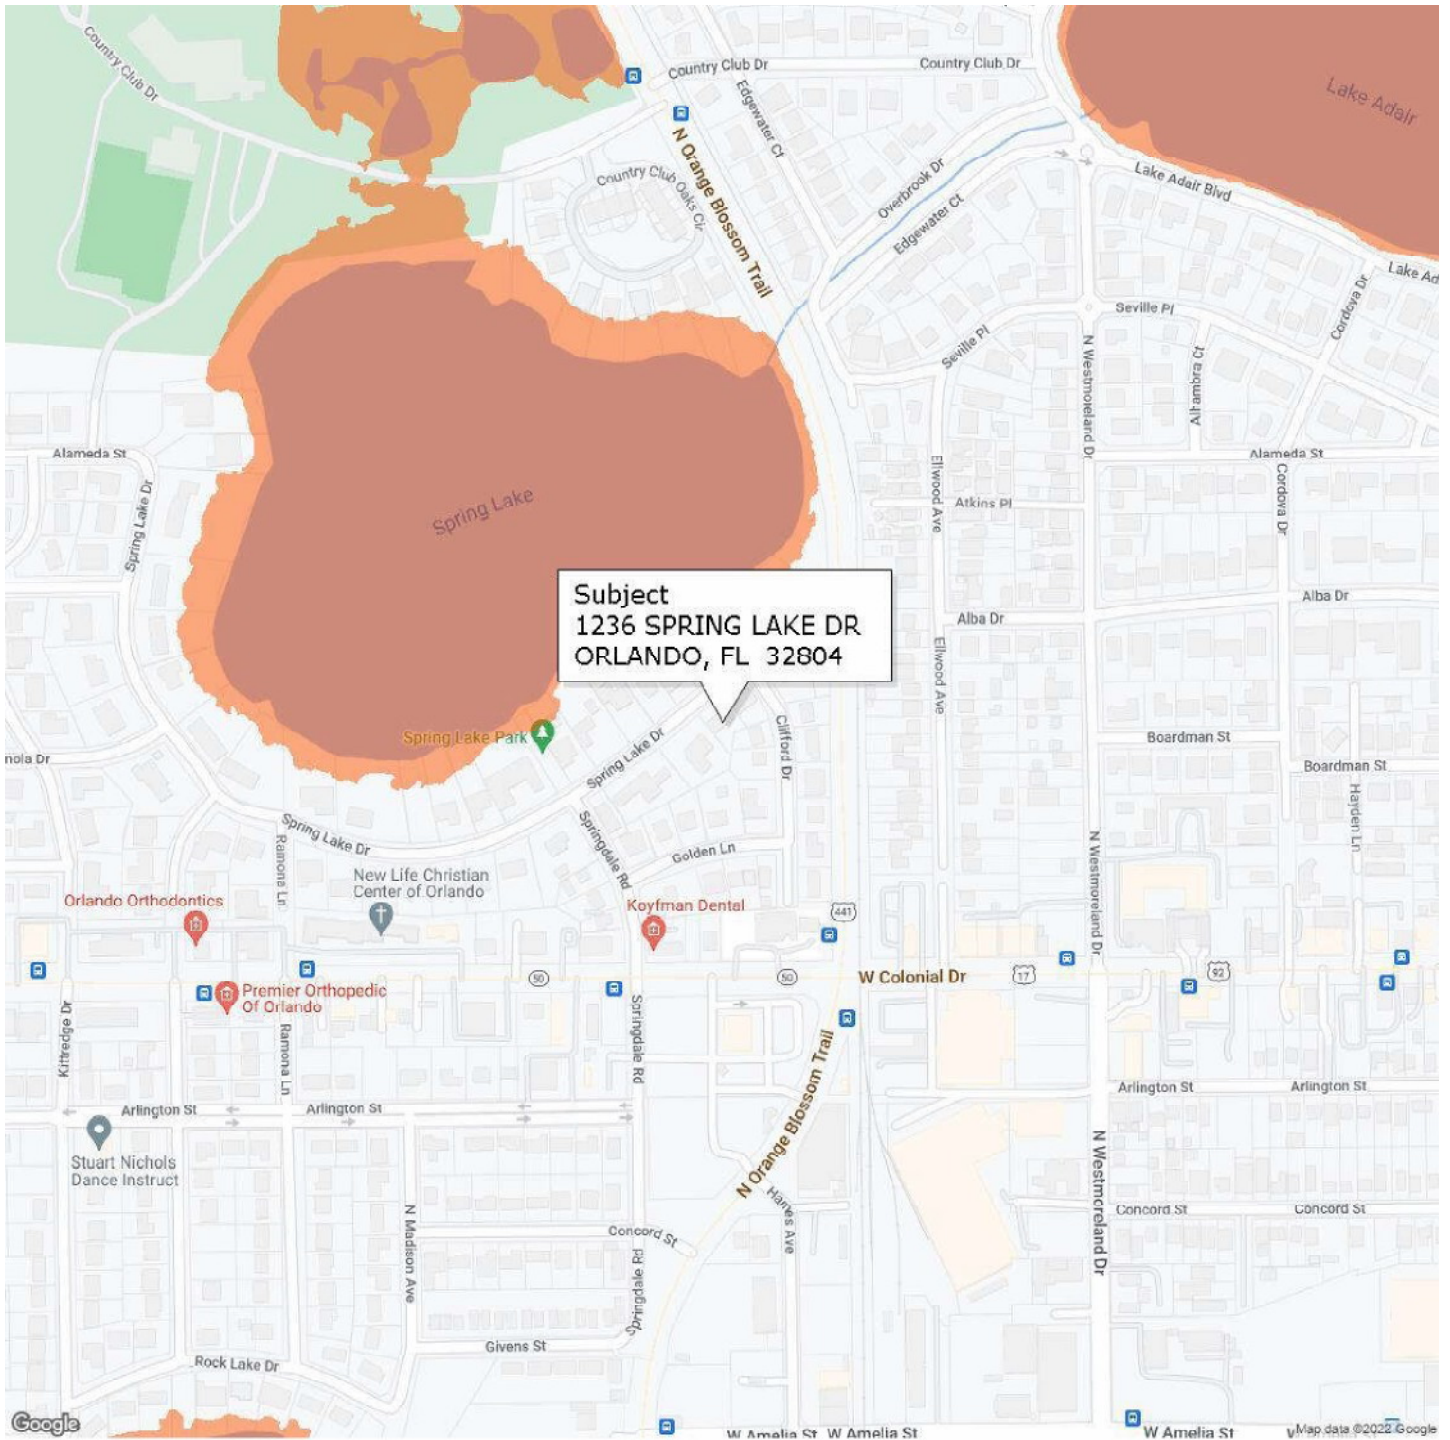 Country Club Dr
Country Club Dr
Country Club Dr
Edgewater Ct
Lake Adair
N Orange Blossom Trail
Country Club Oaks Cir
Overbrook Dr
Edgewater Ct
Lake Adair Blvd
Lake Ad
Cordova Dr
Seville Pl
Seville Pl
N Westmoreland Dr
Alhambra Ct
Alameda St
Alameda St
Spring Lake Dr
Spring Lake
Ellwood Ave
Atkins Pl
Cordova Dr
Subject
1236 SPRING LAKE DR
ORLANDO, FL 32804
Alba Dr
Alba Dr
Ellwood Ave
Spring Lake Park
Spring Lake Dr
Clifford Dr
Boardman St
Boardman St
nola Dr
Hayden Ln
Spring Lake Dr
Ramona Ln
Springdale Rd
Golden Ln
N Westmoreland Dr
New Life Christian
Center of Orlando
Orlando Orthodontics
Koyfman Dental
441
50
50
W Colonial Dr
17
92
Premier Orthopedic
Of Orlando
Kittredge Dr
Ramona Ln
Springdale Rd
N Orange Blossom Trail
Arlington St
Arlington St
Arlington St
Arlington St
Stuart Nichols
Dance Instruct
N Madison Ave
Concord St
Hames Ave
N Westmoreland Dr
Concord St
Concord St
Springdale Rd
Givens St
Rock Lake Dr
Google
W Amelia St
W Amelia St
Map data ©2022 Google